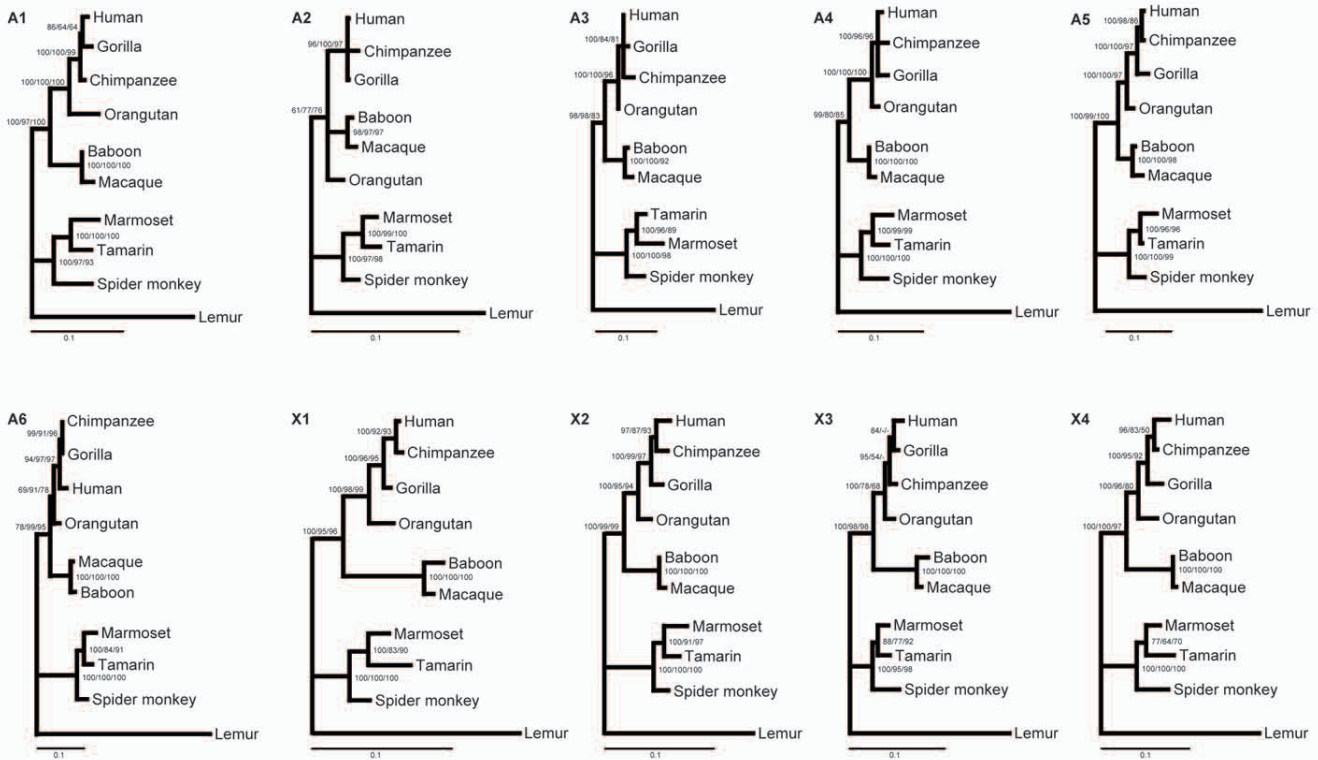 A1
Human
86/64/64
Gorilla
100/100/99
Chimpanzee
100/100/100
Orangutan
100/97/100
Baboon
100/100/100
Macaque
Marmoset
100/100/100
Tamarin
100/97/93
Spider monkey
Lemur
0.1
A2
Human
96/100/97
Chimpanzee
Gorilla
61/77/76
Baboon
98/97/97
Macaque
Orangutan
Marmoset
100/99/100
Tamarin
100/97/98
Spider monkey
Lemur
0.1
A3
Human
100/84/81
Gorilla
100/100/96
Chimpanzee
Orangutan
98/98/83
Baboon
100/100/92
Macaque
Tamarin
100/96/89
Marmoset
100/100/98
Spider monkey
Lemur
0.1
A4
Human
100/96/96
Chimpanzee
100/100/100
Gorilla
Orangutan
99/80/85
Baboon
100/100/100
Macaque
Marmoset
100/99/99
Tamarin
100/100/100
Spider monkey
Lemur
0.1
A5
Human
100/98/86
Chimpanzee
100/100/97
Gorilla
100/100/97
Orangutan
100/99/100
Baboon
100/100/98
Macaque
Marmoset
100/96/96
Tamarin
100/100/99
Spider monkey
Lemur
0.1
A6
Chimpanzee
99/91/96
Gorilla
94/97/97
Human
69/91/78
Orangutan
78/99/95
Macaque
100/100/100
Baboon
Marmoset
100/84/91
Tamarin
100/100/100
Spider monkey
Lemur
0.1
X1
Human
100/92/93
Chimpanzee
100/96/95
Gorilla
100/98/99
Orangutan
100/95/96
Baboon
100/100/100
Macaque
Marmoset
100/83/90
Tamarin
100/100/100
Spider monkey
Lemur
0.1
X2
Human
97/87/93
Chimpanzee
100/99/97
Gorilla
100/95/94
Orangutan
100/99/99
Baboon
100/100/100
Macaque
Marmoset
100/91/97
Tamarin
100/100/100
Spider monkey
Lemur
0.1
X3
Human
84/-/-
Gorilla
95/54/-
Chimpanzee
100/78/68
Orangutan
100/98/98
Baboon
100/100/100
Macaque
Marmoset
88/77/92
Tamarin
100/95/98
Spider monkey
Lemur
0.1
X4
Human
96/83/50
Chimpanzee
100/95/92
Gorilla
100/96/80
Orangutan
100/100/97
Baboon
100/100/100
Macaque
Marmoset
77/64/70
Tamarin
100/100/100
Spider monkey
Lemur
0.1